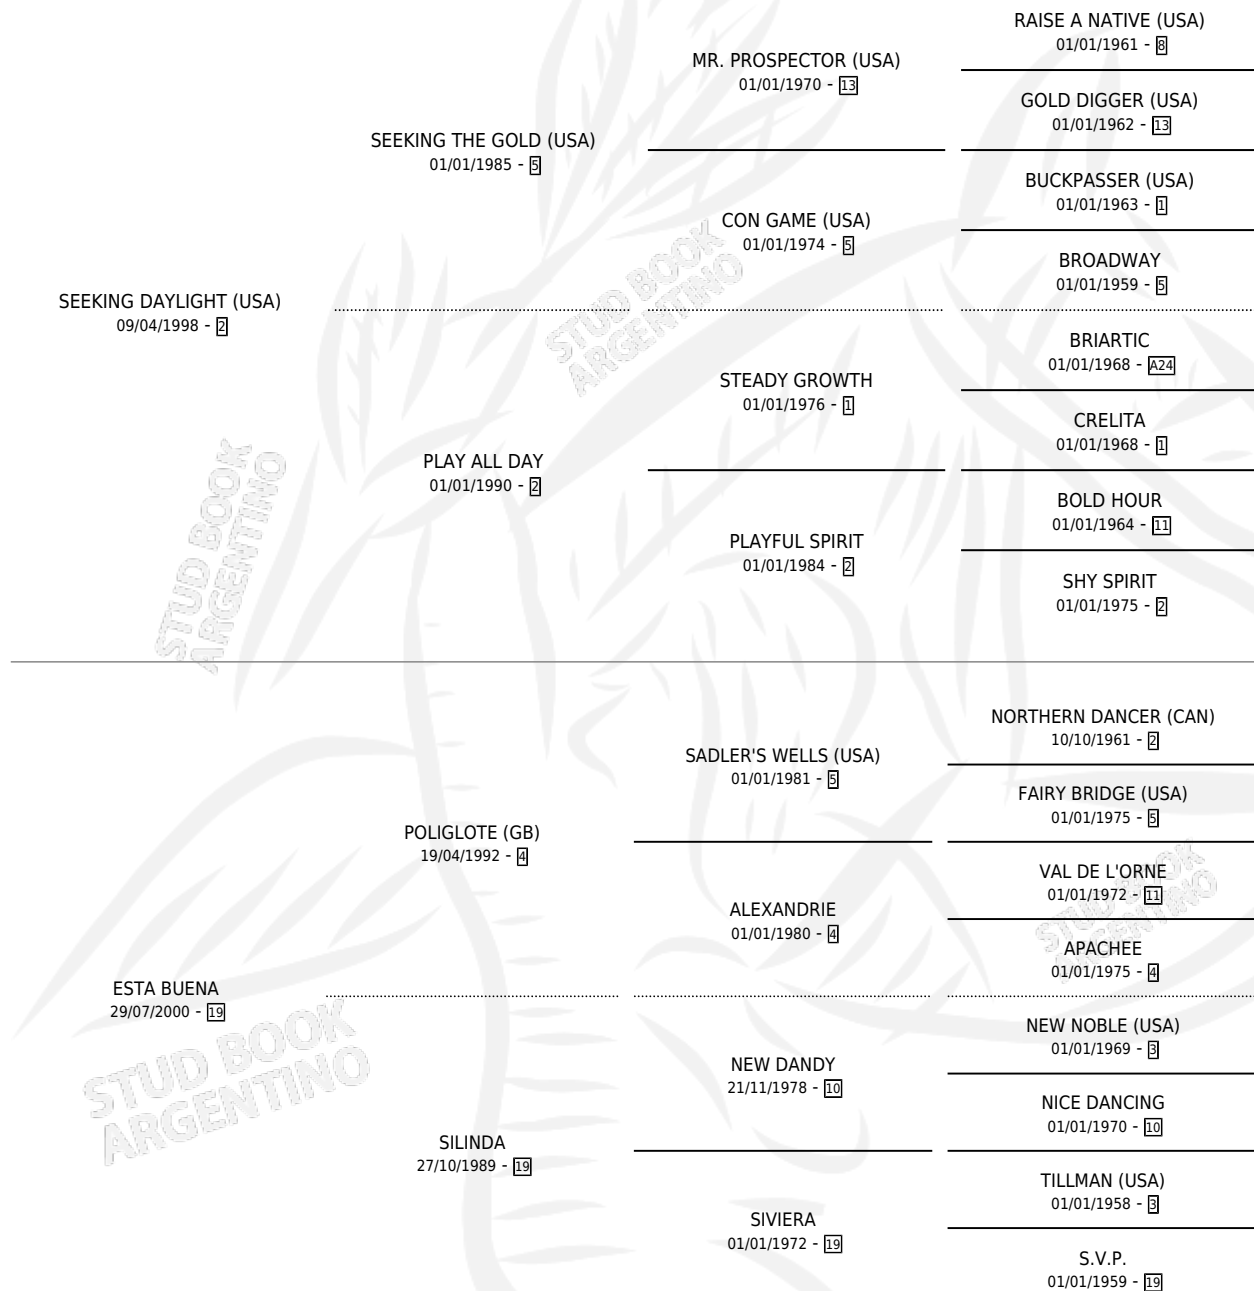 RAISE A NATIVE (USA)
01/01/1961 - 8
MR. PROSPECTOR (USA)
01/01/1970 - 13
GOLD DIGGER (USA)
01/01/1962 - 13
SEEKING THE GOLD (USA)
01/01/1985 - 5
BUCKPASSER (USA)
01/01/1963 - 1
CON GAME (USA)
01/01/1974 - 5
BROADWAY
01/01/1959 - 5
SEEKING DAYLIGHT (USA)
09/04/1998 - 2
BRIARTIC
01/01/1968 - A24
STEADY GROWTH
01/01/1976 - 1
CRELITA
01/01/1968 - 1
PLAY ALL DAY
01/01/1990 - 2
BOLD HOUR
01/01/1964 - 11
PLAYFUL SPIRIT
01/01/1984 - 2
SHY SPIRIT
01/01/1975 - 2
NORTHERN DANCER (CAN)
10/10/1961 - 2
SADLER'S WELLS (USA)
01/01/1981 - 5
FAIRY BRIDGE (USA)
01/01/1975 - 5
POLIGLOTE (GB)
19/04/1992 - 4
VAL DE L'ORNE
01/01/1972 - 11
ALEXANDRIE
01/01/1980 - 4
APACHEE
01/01/1975 - 4
ESTA BUENA
29/07/2000 - 19
NEW NOBLE (USA)
01/01/1969 - 3
NEW DANDY
21/11/1978 - 10
NICE DANCING
01/01/1970 - 10
SILINDA
27/10/1989 - 19
TILLMAN (USA)
01/01/1958 - 3
SIVIERA
01/01/1972 - 19
S.V.P.
01/01/1959 - 19
STUD BOOK
ARGENTINO
STUD BOOK
ARGENTINO
STUD BOOK
ARGENTINO
STUD BOOK
ARGENTINO